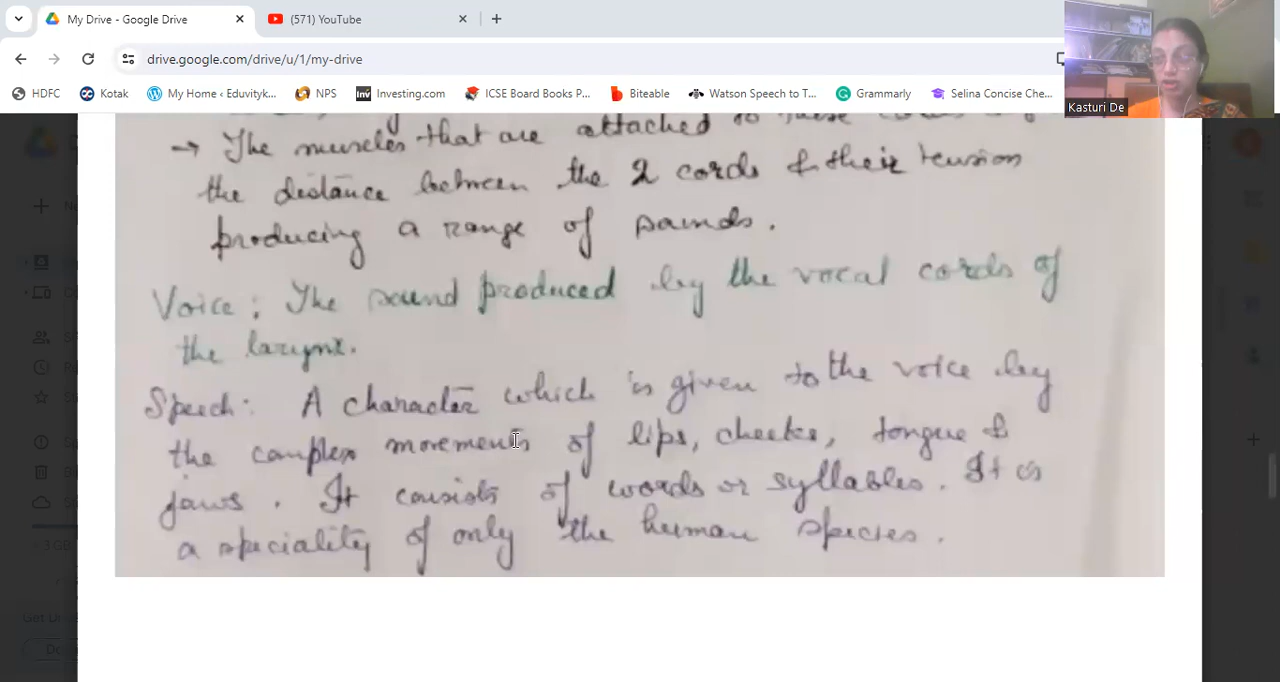 My Drive - Google Drive
(571) YouTube
drive.google.com/drive/u/1/my-drive
HDFC
Kotak
My Home ‹ Eduvityk...
NPS
Investing.com
ICSE Board Books P...
Biteable
Watson Speech to T...
Grammarly
Selina Concise Che...
Kasturi De
→ The muscles that are attached to these
the distance between the 2 cords & their tension
producing a range of sounds.
Voice: The sound produced by the vocal cords of
the larynx.
Speech: A character which is given to the voice by
the complex movements of lips, cheeks, tongue &
jaws. It consists of words or syllables. It is
a speciality of only the human species.